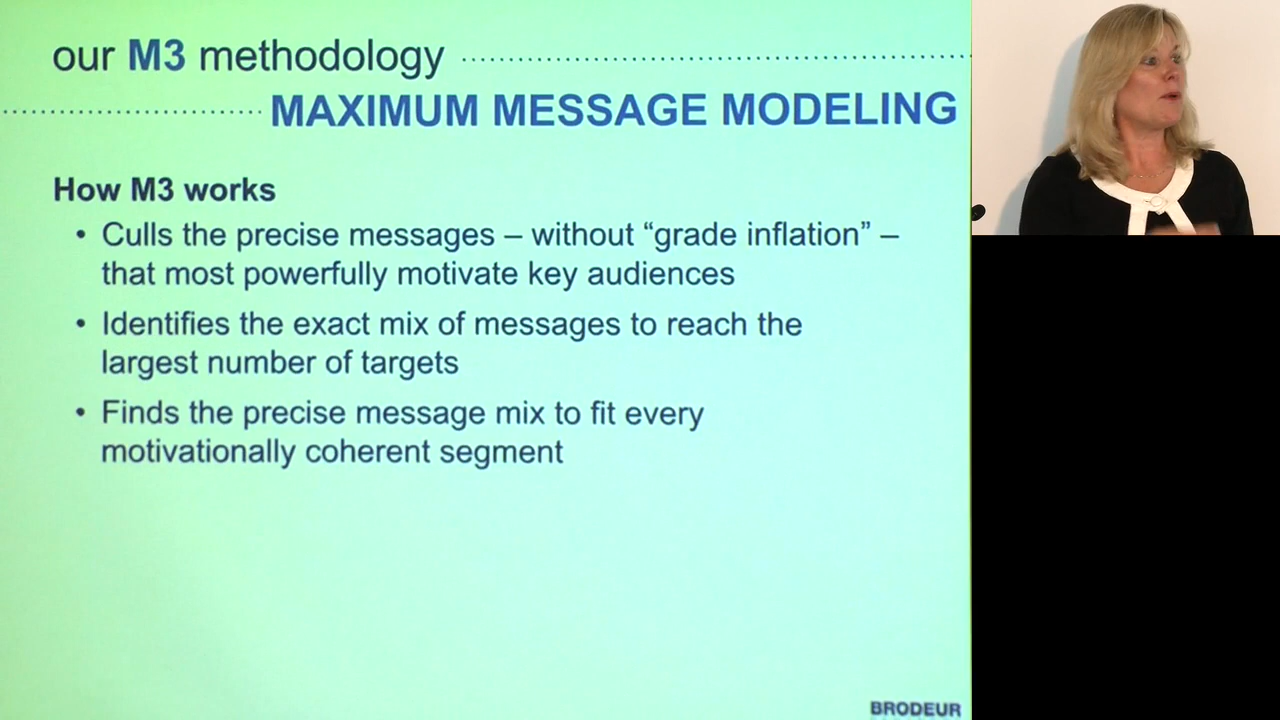 our M3 methodology
MAXIMUM MESSAGE MODELING
How M3 works
• Culls the precise messages – without “grade inflation” –
that most powerfully motivate key audiences
• Identifies the exact mix of messages to reach the
largest number of targets
• Finds the precise message mix to fit every
motivationally coherent segment
BRODEUR